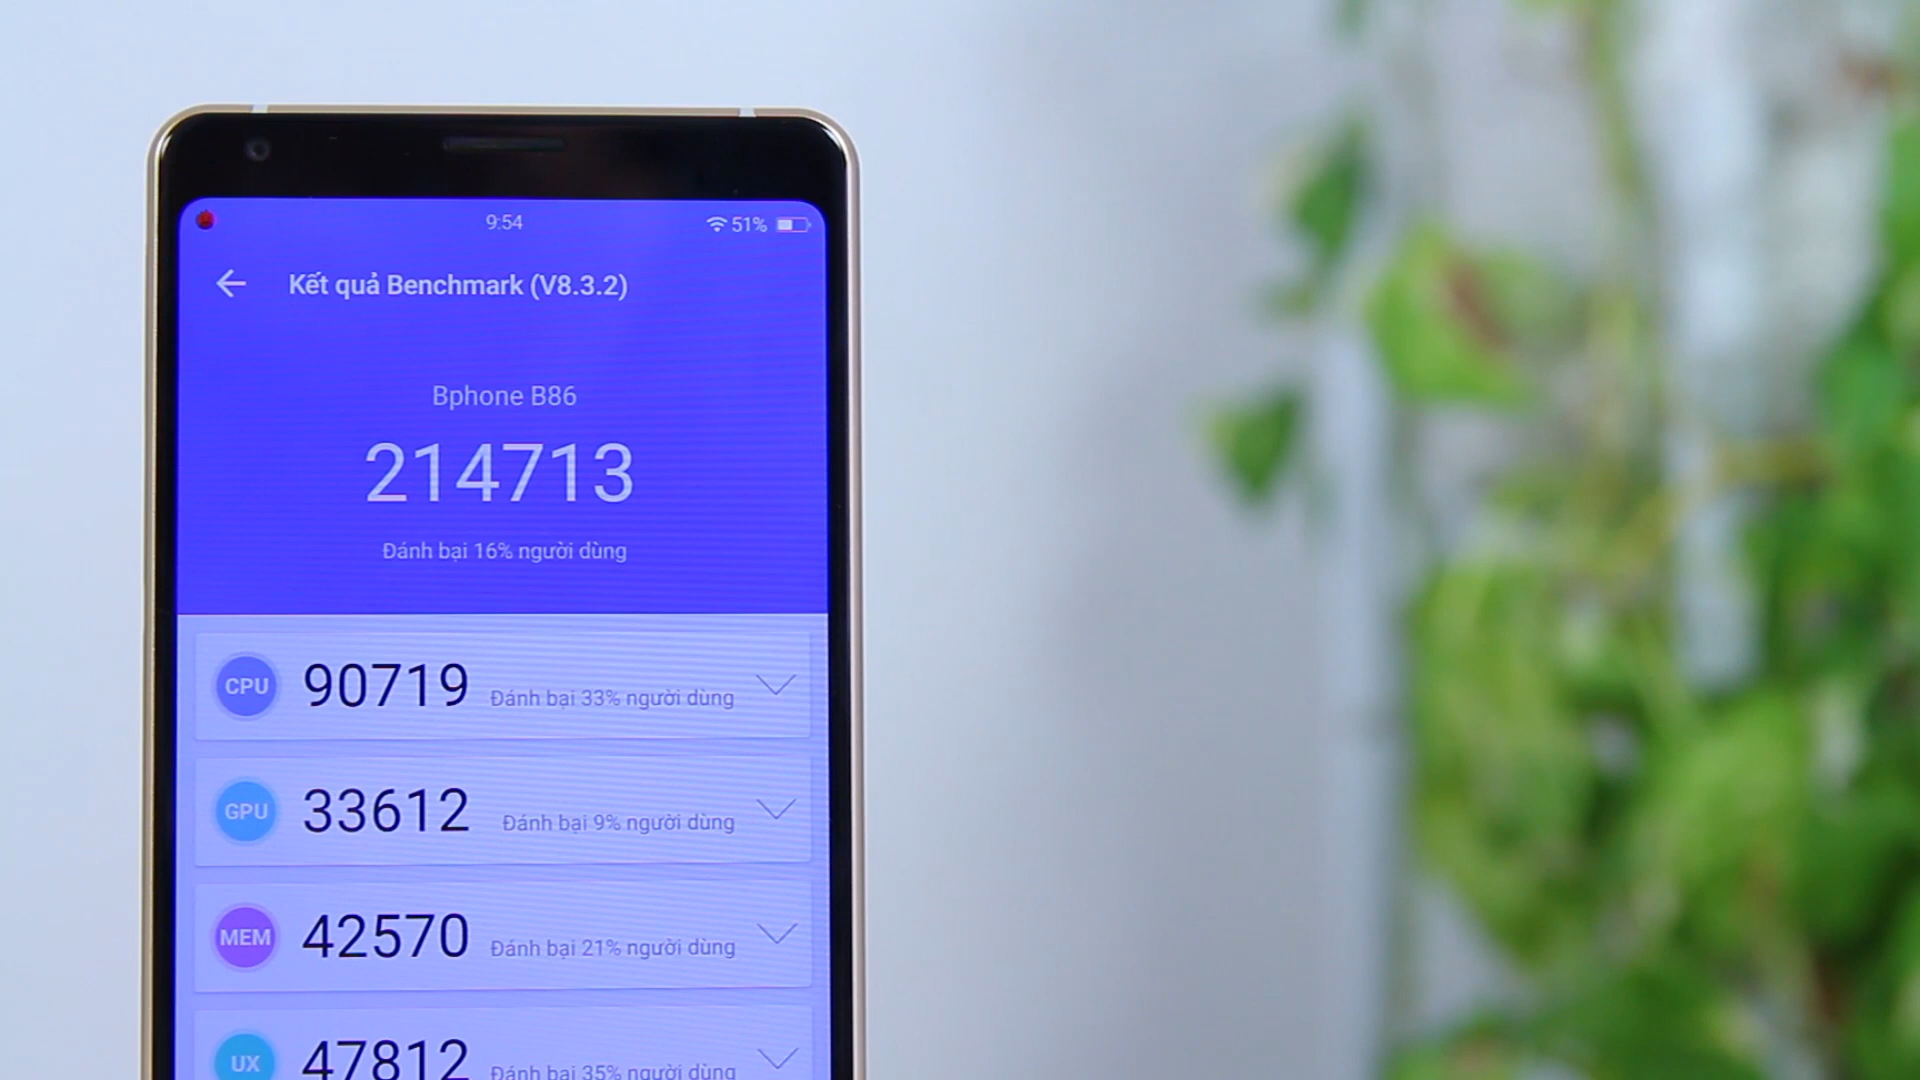 9:54
51%
Kết quả Benchmark (V8.3.2)
Bphone B86
214713
Đánh bại 16% người dùng
CPU 90719 Đánh bại 33% người dùng
GPU 33612 Đánh bại 9% người dùng
MEM 42570 Đánh bại 21% người dùng
UX 47812 Đánh bại 35% người dùng